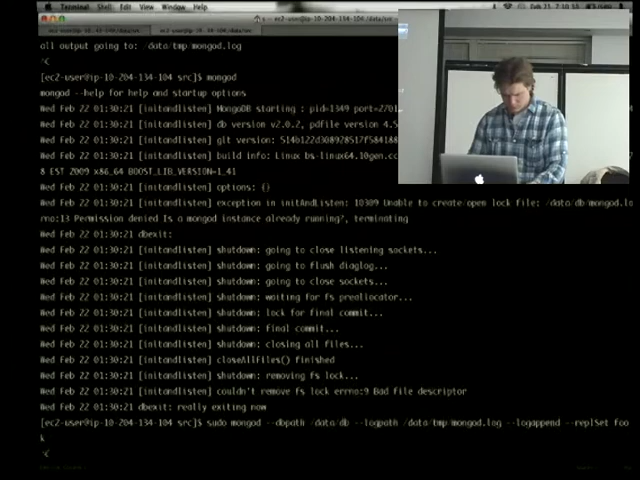 Terminal Shell Edit View Window Help
all output going to: /data/tmp/mongod.log
^C
[ec2-user@ip-10-204-134-104 src]$ mongod
mongod --help for help and startup options
Wed Feb 22 01:30:21 [initandlisten] MongoDB starting : pid=1349 port=2701
Wed Feb 22 01:30:21 [initandlisten] db version v2.0.2, pdfile version 4.5
Wed Feb 22 01:30:21 [initandlisten] git version:
Wed Feb 22 01:30:21 [initandlisten] build info: Linux bs-linux64.10gen.cc
8 EST 2009 x86_64 BOOST_LIB_VERSION=1_41
Wed Feb 22 01:30:21 [initandlisten] options: {}
Wed Feb 22 01:30:21 [initandlisten] exception in initAndListen: 10309 Unable to create/open lock file: /data/db/mongod.lo
rno:13 Permission denied Is a mongod instance already running?, terminating
Wed Feb 22 01:30:21 dbexit:
Wed Feb 22 01:30:21 [initandlisten] shutdown: going to close listening sockets...
Wed Feb 22 01:30:21 [initandlisten] shutdown: going to flush diaglog...
Wed Feb 22 01:30:21 [initandlisten] shutdown: going to close sockets...
Wed Feb 22 01:30:21 [initandlisten] shutdown: waiting for fs preallocator...
Wed Feb 22 01:30:21 [initandlisten] shutdown: lock for final commit...
Wed Feb 22 01:30:21 [initandlisten] shutdown: final commit...
Wed Feb 22 01:30:21 [initandlisten] shutdown: closing all files...
Wed Feb 22 01:30:21 [initandlisten] closeAllFiles() finished
Wed Feb 22 01:30:21 [initandlisten] shutdown: removing fs lock...
Wed Feb 22 01:30:21 [initandlisten] couldn't remove fs lock errno:9 Bad file descriptor
Wed Feb 22 01:30:21 dbexit: really exiting now
[ec2-user@ip-10-204-134-104 src]$ sudo mongod --dbpath /data/db --logpath /data/tmp/mongod.log --logappend --replSet foo
k
^C